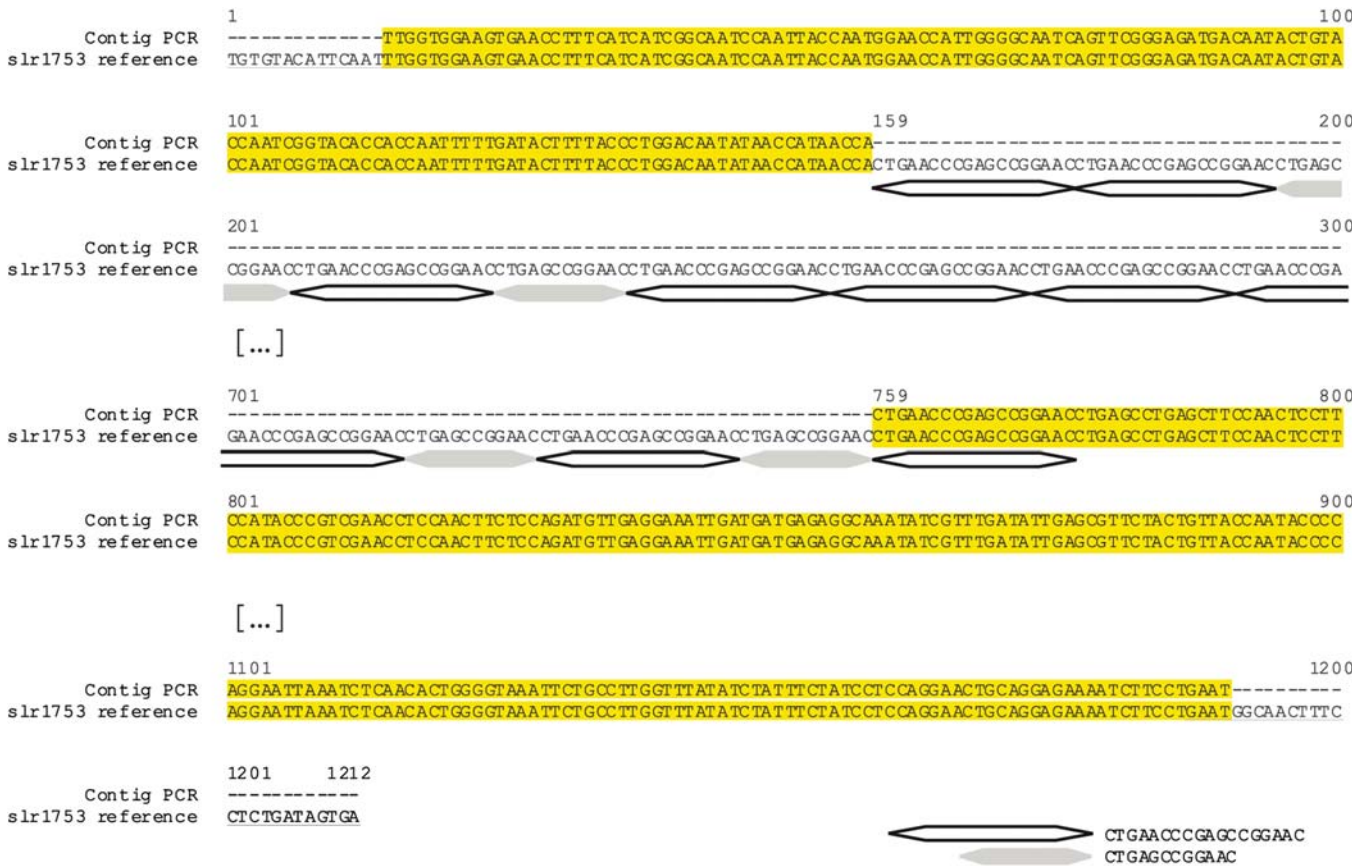 1 100
Contig PCR --------------TTGGTGGAAGTGAACCTTTCATCATCGGCAATCCAATTACCAATGGAACCATTGGGGCAATCAGTTCGGGAGATGACAATACTGTA
slr1753 reference TGTGTACATTCAATTTGGTGGAAGTGAACCTTTCATCATCGGCAATCCAATTACCAATGGAACCATTGGGGCAATCAGTTCGGGAGATGACAATACTGTA
101 159 200
Contig PCR CCAATCGGTACACCACCAATTTTTGATACTTTTACCCTGGACAATATAACCATAACCA------------------------------------------
slr1753 reference CCAATCGGTACACCACCAATTTTTGATACTTTTACCCTGGACAATATAACCATAACCACTGAACCCGAGCCGGAACCTGAACCCGAGCCGGAACCTGAGC
201 300
Contig PCR ----------------------------------------------------------------------------------------------------
slr1753 reference CGGAACCTGAACCCGAGCCGGAACCTGAGCCGGAACCTGAACCCGAGCCGGAACCTGAACCCGAGCCGGAACCTGAACCCGAGCCGGAACCTGAACCCGA
[...]
701 759 800
Contig PCR ----------------------------------------------------------CTGAACCCGAGCCGGAACCTGAGCCTGAGCTTCCAACTCCTT
slr1753 reference GAACCCGAGCCGGAACCTGAGCCGGAACCTGAACCCGAGCCGGAACCTGAGCCGGAACCTGAACCCGAGCCGGAACCTGAGCCTGAGCTTCCAACTCCTT
801 900
Contig PCR CCATACCCGTCGAACCTCCAACTTCTCCAGATGTTGAGGAAATTGATGATGAGAGGCAAATATCGTTTGATATTGAGCGTTCTACTGTTACCAATACCCC
slr1753 reference CCATACCCGTCGAACCTCCAACTTCTCCAGATGTTGAGGAAATTGATGATGAGAGGCAAATATCGTTTGATATTGAGCGTTCTACTGTTACCAATACCCC
[...]
1101 1200
Contig PCR AGGAATTAAATCTCAACACTGGGGTAAATTCTGCCTTGGTTTATATCTATTTCTATCCTCCAGGAACTGCAGGAGAAAATCTTCCTGAAT----------
slr1753 reference AGGAATTAAATCTCAACACTGGGGTAAATTCTGCCTTGGTTTATATCTATTTCTATCCTCCAGGAACTGCAGGAGAAAATCTTCCTGAATGGCAACTTTC
1201 1212
Contig PCR ------------
slr1753 reference CTCTGATAGTGA
CTGAACCCGAGCCGGAAC
CTGAGCCGGAAC